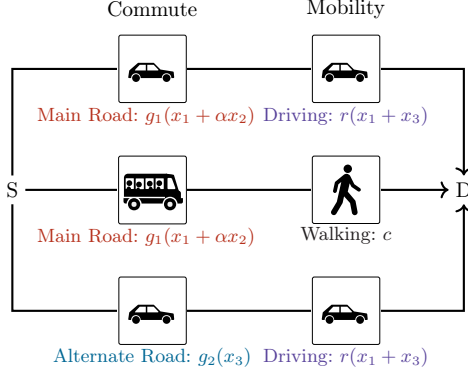 Commute Mobility
Main Road: g₁(x₁ + αx₂) Driving: r(x₁ + x₃)
S D
Main Road: g₁(x₁ + αx₂) Walking: c
Alternate Road: g₂(x₃) Driving: r(x₁ + x₃)